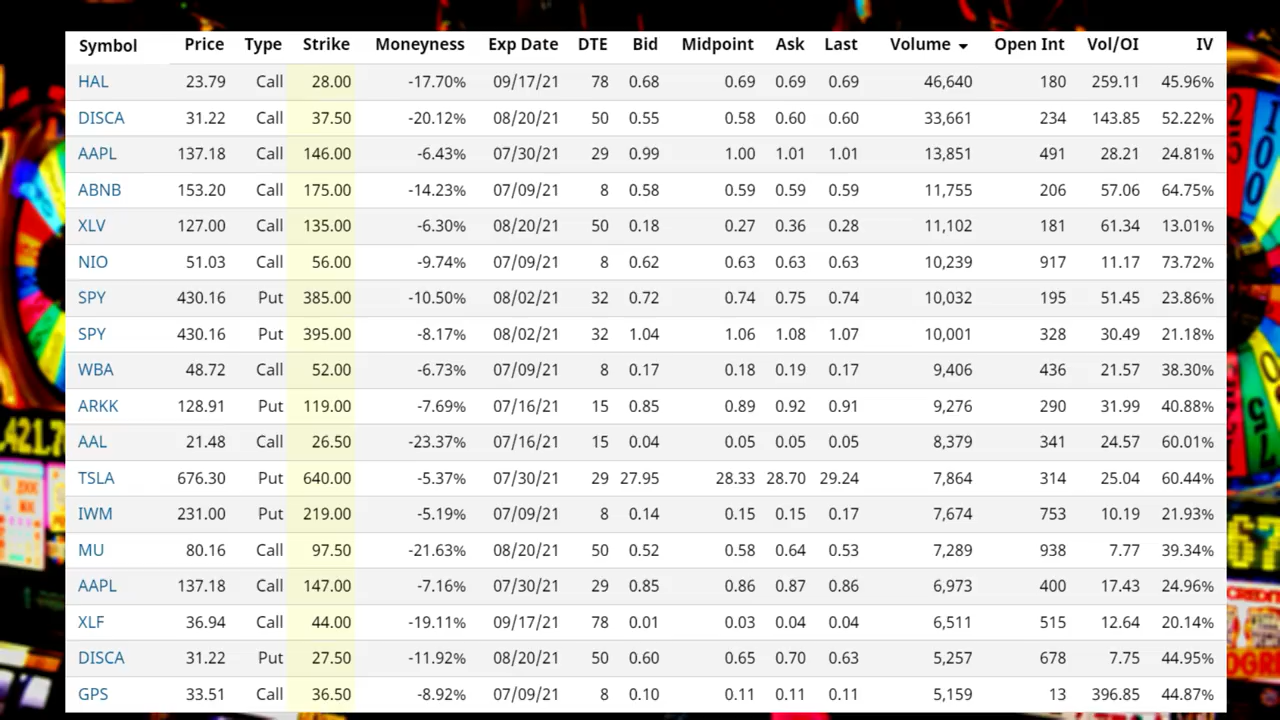 Symbol Price Type Strike Moneyness Exp Date DTE Bid Midpoint Ask Last Volume Open Int Vol/OI IV
HAL 23.79 Call 28.00 -17.70% 09/17/21 78 0.68 0.69 0.69 0.69 46,640 180 259.11 45.96%
DISCA 31.22 Call 37.50 -20.12% 08/20/21 50 0.55 0.58 0.60 0.60 33,661 234 143.85 52.22%
AAPL 137.18 Call 146.00 -6.43% 07/30/21 29 0.99 1.00 1.01 1.01 13,851 491 28.21 24.81%
ABNB 153.20 Call 175.00 -14.23% 07/09/21 8 0.58 0.59 0.59 0.59 11,755 206 57.06 64.75%
XLV 127.00 Call 135.00 -6.30% 08/20/21 50 0.18 0.27 0.36 0.28 11,102 181 61.34 13.01%
NIO 51.03 Call 56.00 -9.74% 07/09/21 8 0.62 0.63 0.63 0.63 10,239 917 11.17 73.72%
SPY 430.16 Put 385.00 -10.50% 08/02/21 32 0.72 0.74 0.75 0.74 10,032 195 51.45 23.86%
SPY 430.16 Put 395.00 -8.17% 08/02/21 32 1.04 1.06 1.08 1.07 10,001 328 30.49 21.18%
WBA 48.72 Call 52.00 -6.73% 07/09/21 8 0.17 0.18 0.19 0.17 9,406 436 21.57 38.30%
ARKK 128.91 Put 119.00 -7.69% 07/16/21 15 0.85 0.89 0.92 0.91 9,276 290 31.99 40.88%
AAL 21.48 Call 26.50 -23.37% 07/16/21 15 0.04 0.05 0.05 0.05 8,379 341 24.57 60.01%
TSLA 676.30 Put 640.00 -5.37% 07/30/21 29 27.95 28.33 28.70 29.24 7,864 314 25.04 60.44%
IWM 231.00 Put 219.00 -5.19% 07/09/21 8 0.14 0.15 0.15 0.17 7,674 753 10.19 21.93%
MU 80.16 Call 97.50 -21.63% 08/20/21 50 0.52 0.58 0.64 0.53 7,289 938 7.77 39.34%
AAPL 137.18 Call 147.00 -7.16% 07/30/21 29 0.85 0.86 0.87 0.86 6,973 400 17.43 24.96%
XLF 36.94 Call 44.00 -19.11% 09/17/21 78 0.01 0.03 0.04 0.04 6,511 515 12.64 20.14%
DISCA 31.22 Put 27.50 -11.92% 08/20/21 50 0.60 0.65 0.70 0.63 5,257 678 7.75 44.95%
GPS 33.51 Call 36.50 -8.92% 07/09/21 8 0.10 0.11 0.11 0.11 5,159 13 396.85 44.87%